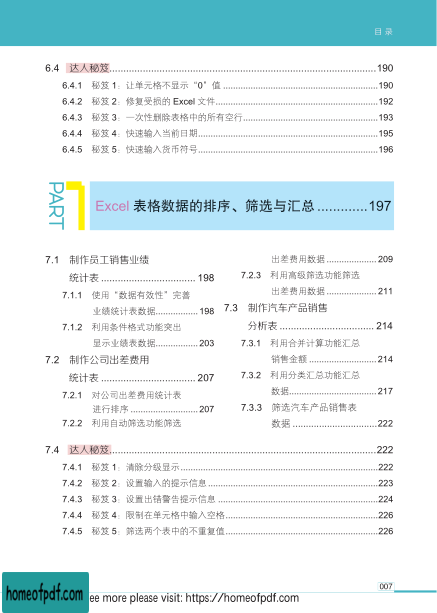 目 录
6.4 达人秘笈......190
6.4.1 秘笈 1：让单元格不显示“0”值......190
6.4.2 秘笈 2：修复受损的 Excel 文件......192
6.4.3 秘笈 3：一次性删除表格中的所有空行......193
6.4.4 秘笈 4：快速输入当前日期......195
6.4.5 秘笈 5：快速输入货币符号......196
PART 7
Excel 表格数据的排序、筛选与汇总......197
7.1 制作员工销售业绩
统计表......198
7.1.1 使用“数据有效性”完善
业绩统计表数据......198
7.1.2 利用条件格式功能突出
显示业绩表数据......203
7.2 制作公司出差费用
统计表......207
7.2.1 对公司出差费用统计表
进行排序......207
7.2.2 利用自动筛选功能筛选
出差费用数据......209
7.2.3 利用高级筛选功能筛选
出差费用数据......211
7.3 制作汽车产品销售
分析表......214
7.3.1 利用合并计算功能汇总
销售金额......214
7.3.2 利用分类汇总功能汇总
数据......217
7.3.3 筛选汽车产品销售表
数据......222
7.4 达人秘笈......222
7.4.1 秘笈 1：清除分级显示......222
7.4.2 秘笈 2：设置输入的提示信息......223
7.4.3 秘笈 3：设置出错警告提示信息......224
7.4.4 秘笈 4：限制在单元格中输入空格......226
7.4.5 秘笈 5：筛选两个表中的不重复值......226
007
homeofpdf.com
ee more please visit: https://homeofpdf.com